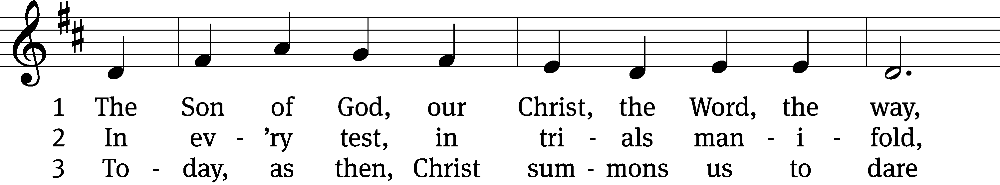 1 The Son of God, our Christ, the Word, the way,
2 In ev - ’ry test, in tri - als man - i - fold,
3 To - day, as then, Christ sum - mons us to dare